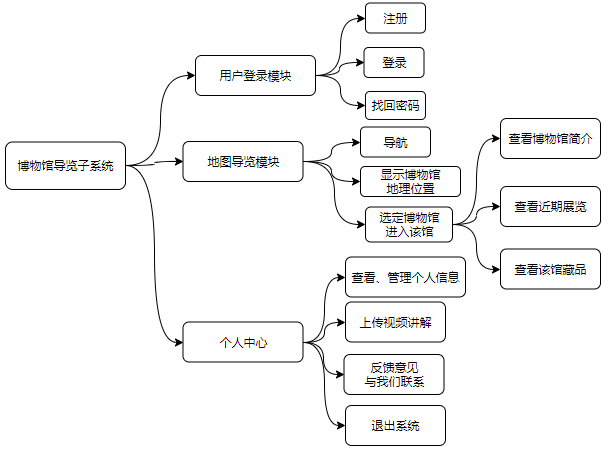 博物馆导览子系统
用户登录模块
注册
登录
找回密码
地图导览模块
导航
显示博物馆
地理位置
选定博物馆
进入该馆
查看博物馆简介
查看近期展览
查看该馆藏品
个人中心
查看、管理个人信息
上传视频讲解
反馈意见
与我们联系
退出系统